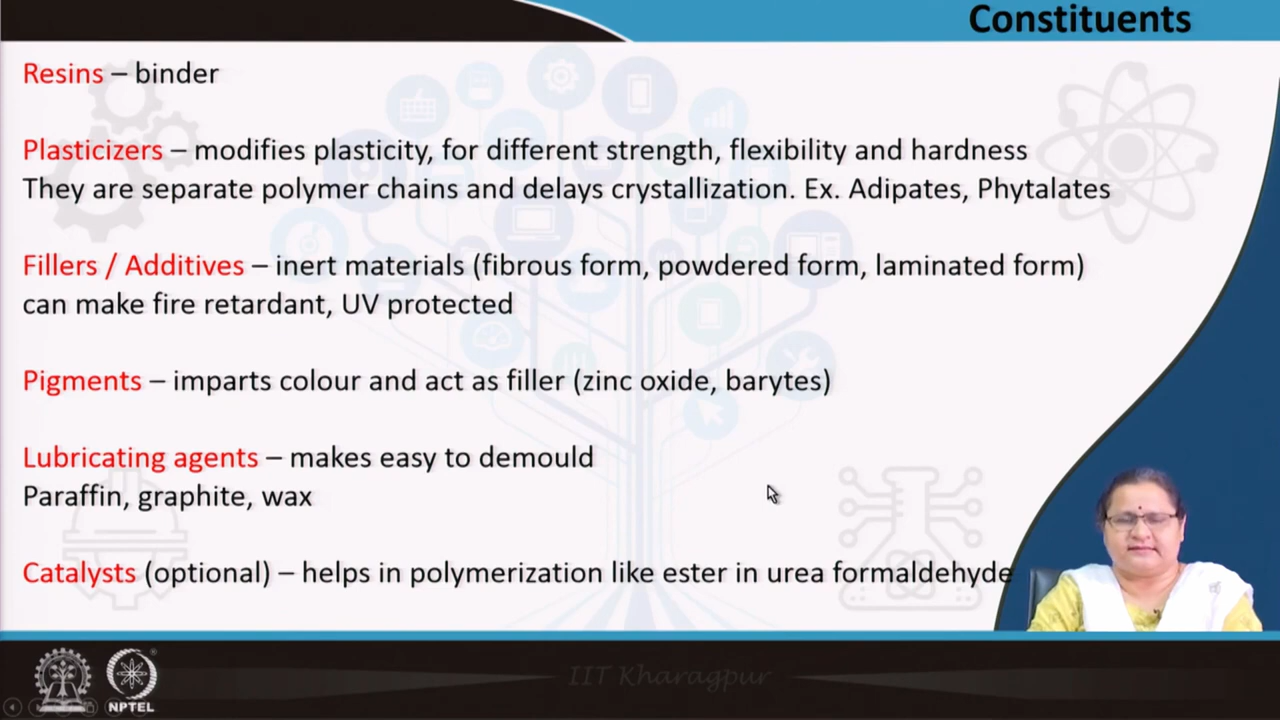 Constituents
Resins – binder
Plasticizers – modifies plasticity, for different strength, flexibility and hardness
They are separate polymer chains and delays crystallization. Ex. Adipates, Phytalates
Fillers / Additives – inert materials (fibrous form, powdered form, laminated form)
can make fire retardant, UV protected
Pigments – imparts colour and act as filler (zinc oxide, barytes)
Lubricating agents – makes easy to demould
Paraffin, graphite, wax
Catalysts (optional) – helps in polymerization like ester in urea formaldehyde
IIT Kharagpur
NPTEL